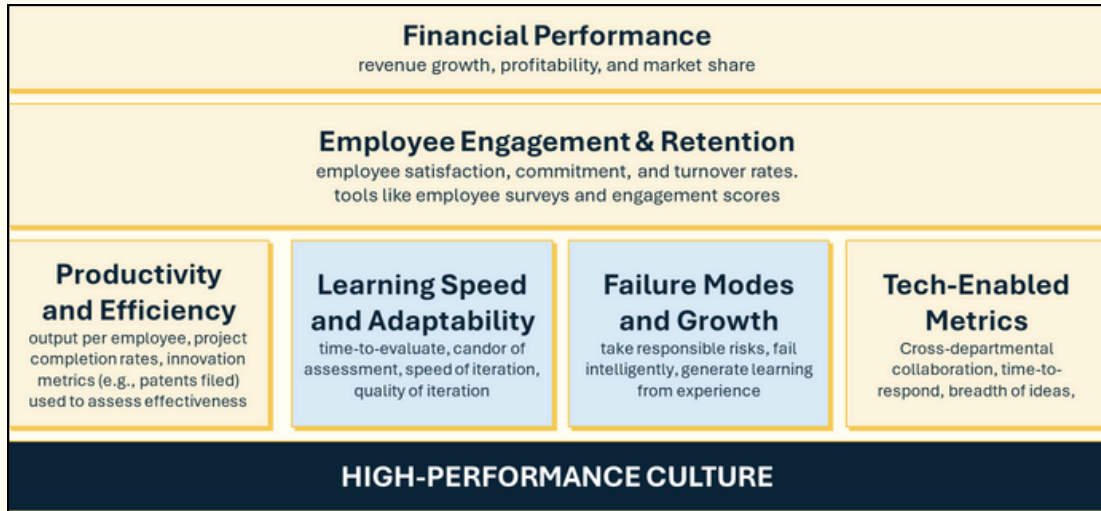 Financial Performance
revenue growth, profitability, and market share
Employee Engagement & Retention
employee satisfaction, commitment, and turnover rates.
tools like employee surveys and engagement scores
Productivity
and Efficiency
output per employee, project
completion rates, innovation
metrics (e.g., patents filed)
used to assess effectiveness
Learning Speed
and Adaptability
time-to-evaluate, candor of
assessment, speed of iteration,
quality of iteration
Failure Modes
and Growth
take responsible risks, fail
intelligently, generate learning
from experience
Tech-Enabled
Metrics
Cross-departmental
collaboration, time-to-
respond, breadth of ideas,
HIGH-PERFORMANCE CULTURE